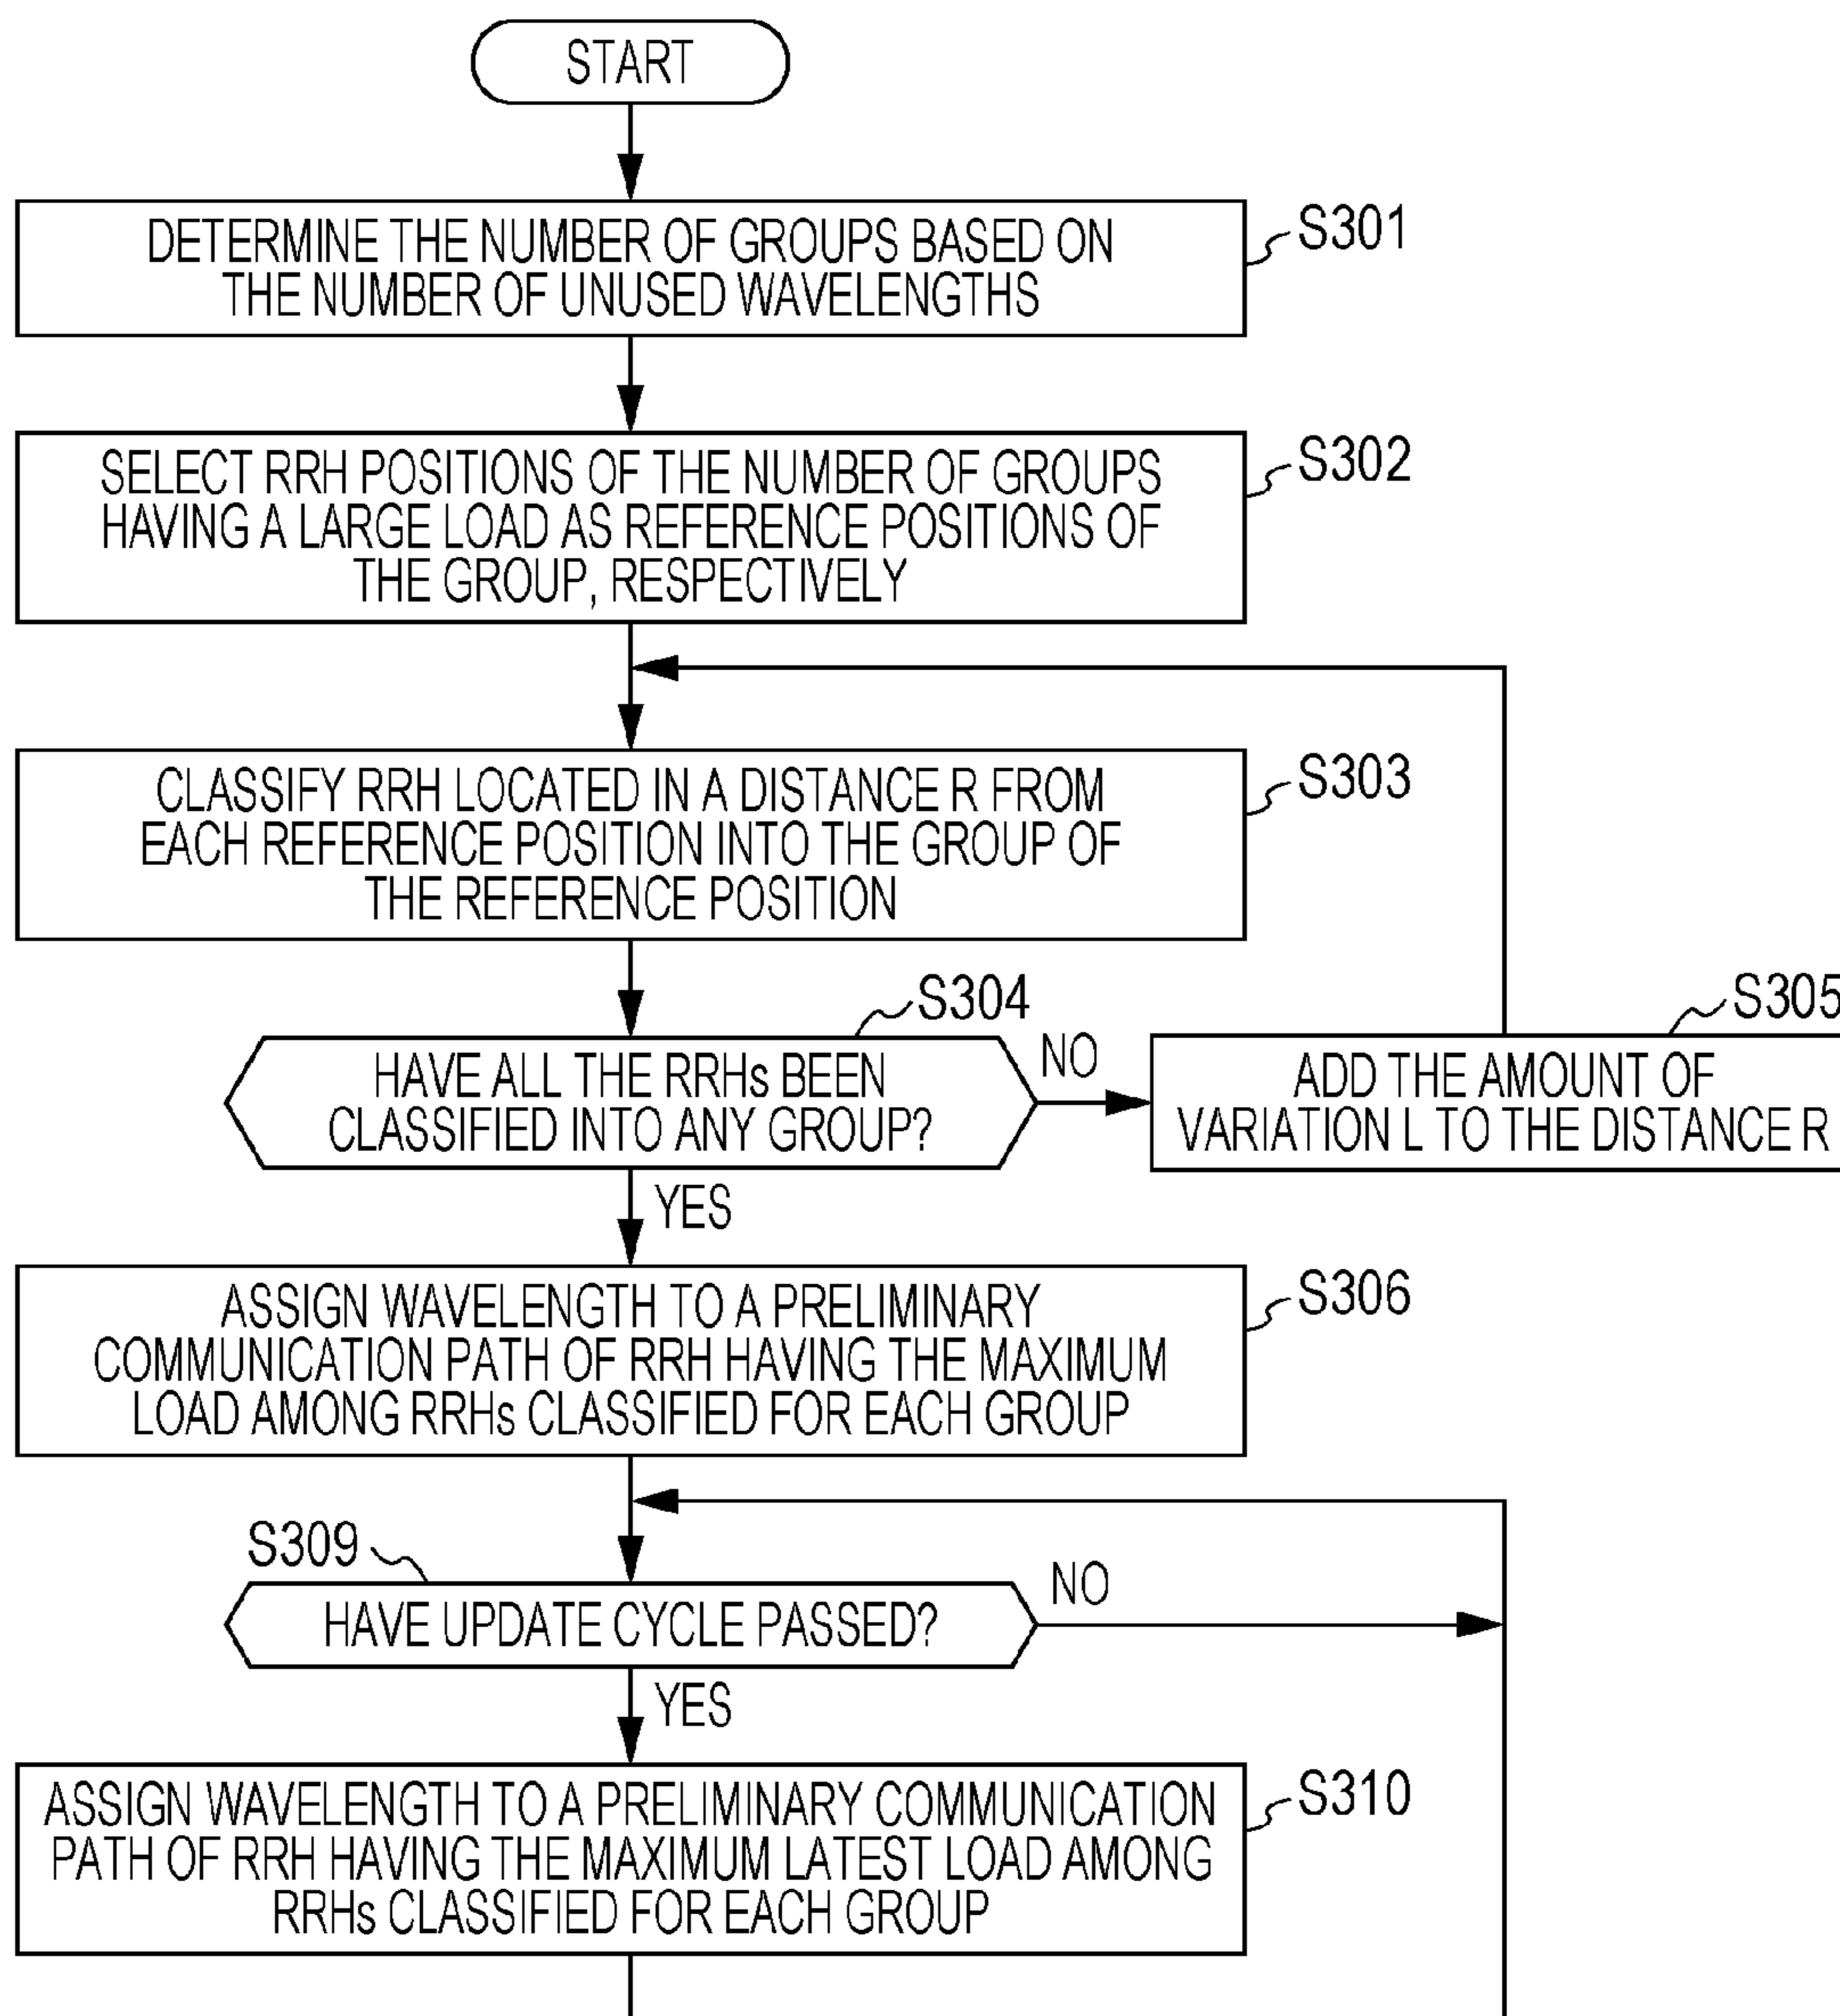 START
DETERMINE THE NUMBER OF GROUPS BASED ON
THE NUMBER OF UNUSED WAVELENGTHS
S301
SELECT RRH POSITIONS OF THE NUMBER OF GROUPS
HAVING A LARGE LOAD AS REFERENCE POSITIONS OF
THE GROUP, RESPECTIVELY
S302
CLASSIFY RRH LOCATED IN A DISTANCE R FROM
EACH REFERENCE POSITION INTO THE GROUP OF
THE REFERENCE POSITION
S303
S304
HAVE ALL THE RRHs BEEN
CLASSIFIED INTO ANY GROUP?
NO
S305
ADD THE AMOUNT OF
VARIATION L TO THE DISTANCE R
YES
ASSIGN WAVELENGTH TO A PRELIMINARY
COMMUNICATION PATH OF RRH HAVING THE MAXIMUM
LOAD AMONG RRHs CLASSIFIED FOR EACH GROUP
S306
S309
HAVE UPDATE CYCLE PASSED?
NO
YES
ASSIGN WAVELENGTH TO A PRELIMINARY COMMUNICATION
PATH OF RRH HAVING THE MAXIMUM LATEST LOAD AMONG
RRHs CLASSIFIED FOR EACH GROUP
S310